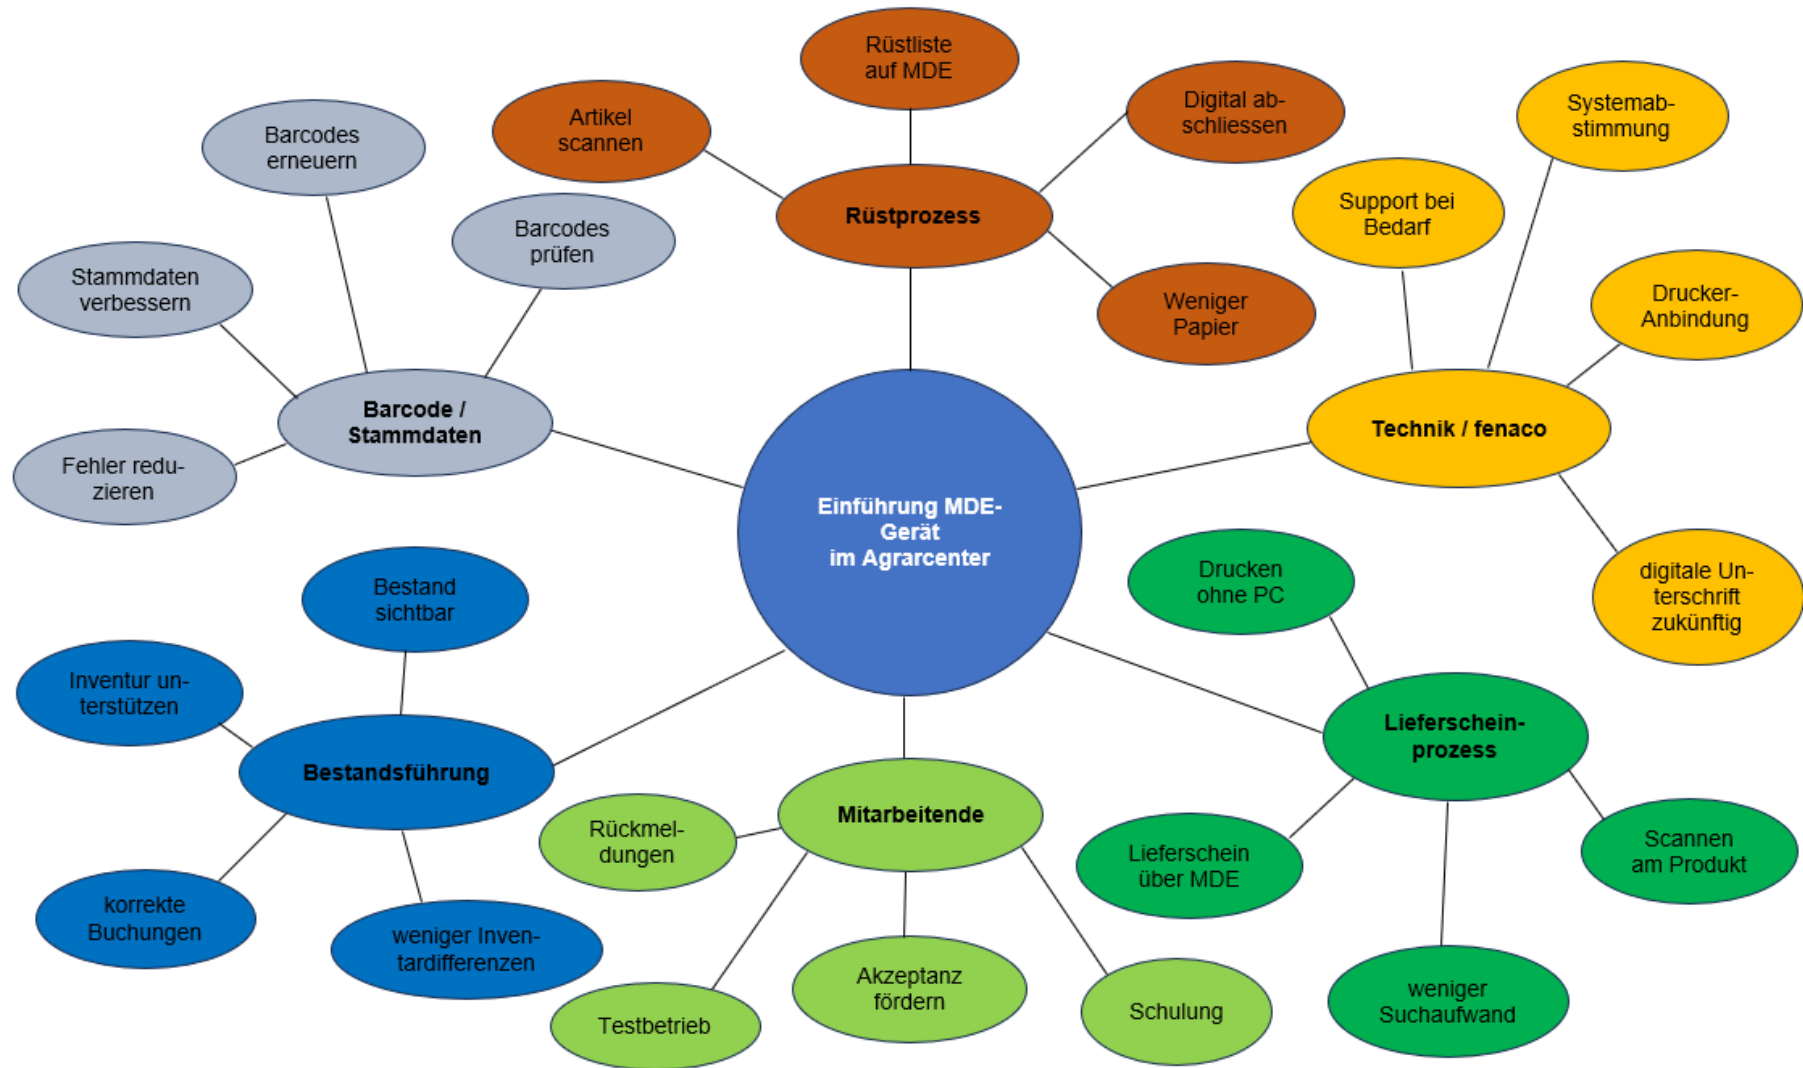 Rüstliste
auf MDE
Artikel
scannen
Digital ab-
schliessen
Rüstprozess
Weniger
Papier
Systemab-
stimmung
Support bei
Bedarf
Drucker-
Anbindung
Technik / fenaco
digitale Un-
terschrift
zukünftig
Barcodes
erneuern
Barcodes
prüfen
Stammdaten
verbessern
Barcode /
Stammdaten
Fehler redu-
zieren
Einführung MDE-
Gerät
im Agrarcenter
Bestand
sichtbar
Inventur un-
terstützen
Bestandsführung
korrekte
Buchungen
weniger Inven-
tardifferenzen
Mitarbeitende
Rückmel-
dungen
Testbetrieb
Akzeptanz
fördern
Schulung
Drucken
ohne PC
Lieferschein-
prozess
Lieferschein
über MDE
Scannen
am Produkt
weniger
Suchaufwand